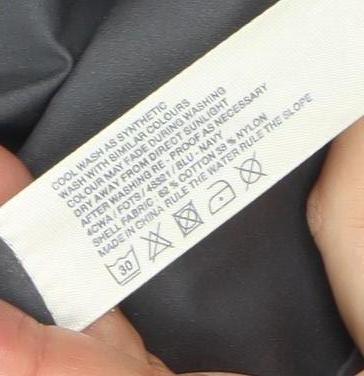 COOL WASH AS SYNTHETIC
WASH WITH SIMILAR COLOURS
COLOUR MAY FADE DURING WASHING
DRY AWAY FROM DIRECT SUNLIGHT
AFTER WASHING RE - PROOF AS NECESSARY
4CWA / FOTS / 45321 / BLU - NAVY
SHELL FABRIC : 62 % COTTON 38 % NYLON
MADE IN CHINA RULE THE WATER RULE THE SLOPE
30